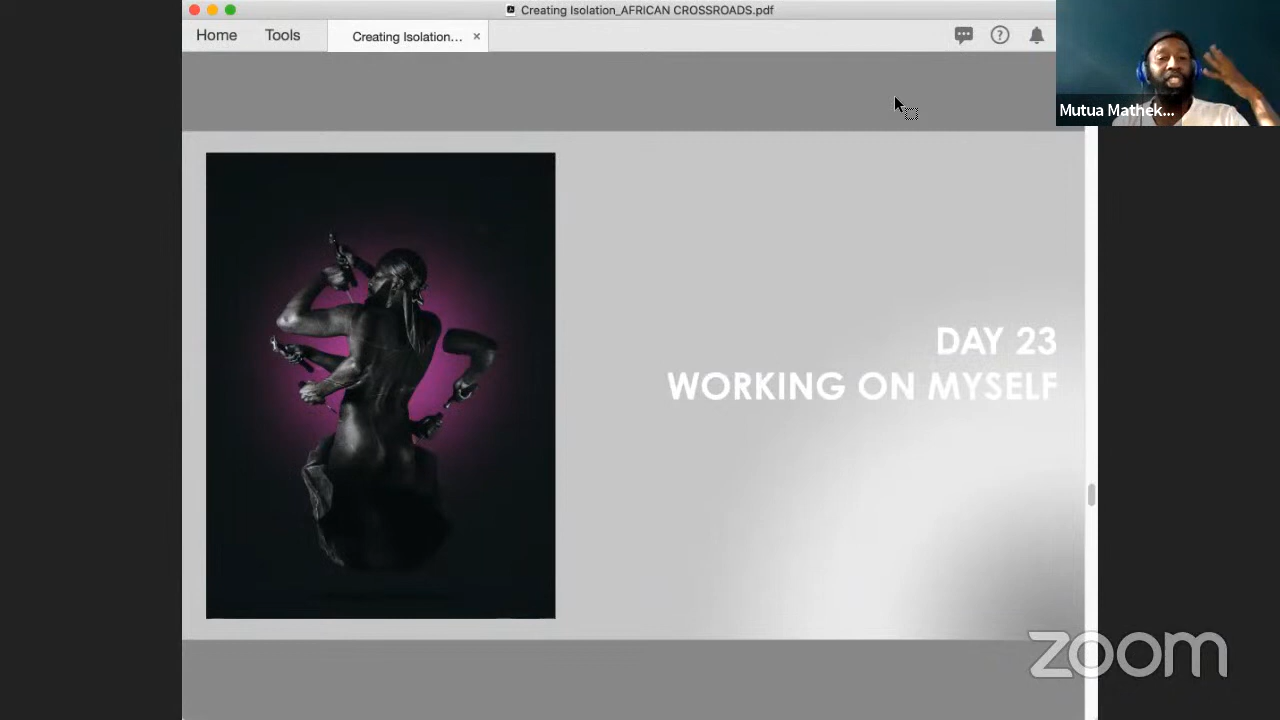 Creating Isolation_AFRICAN CROSSROADS.pdf
Home
Tools
Creating Isolation...
Mutua Mathek...
DAY 23
WORKING ON MYSELF
zoom